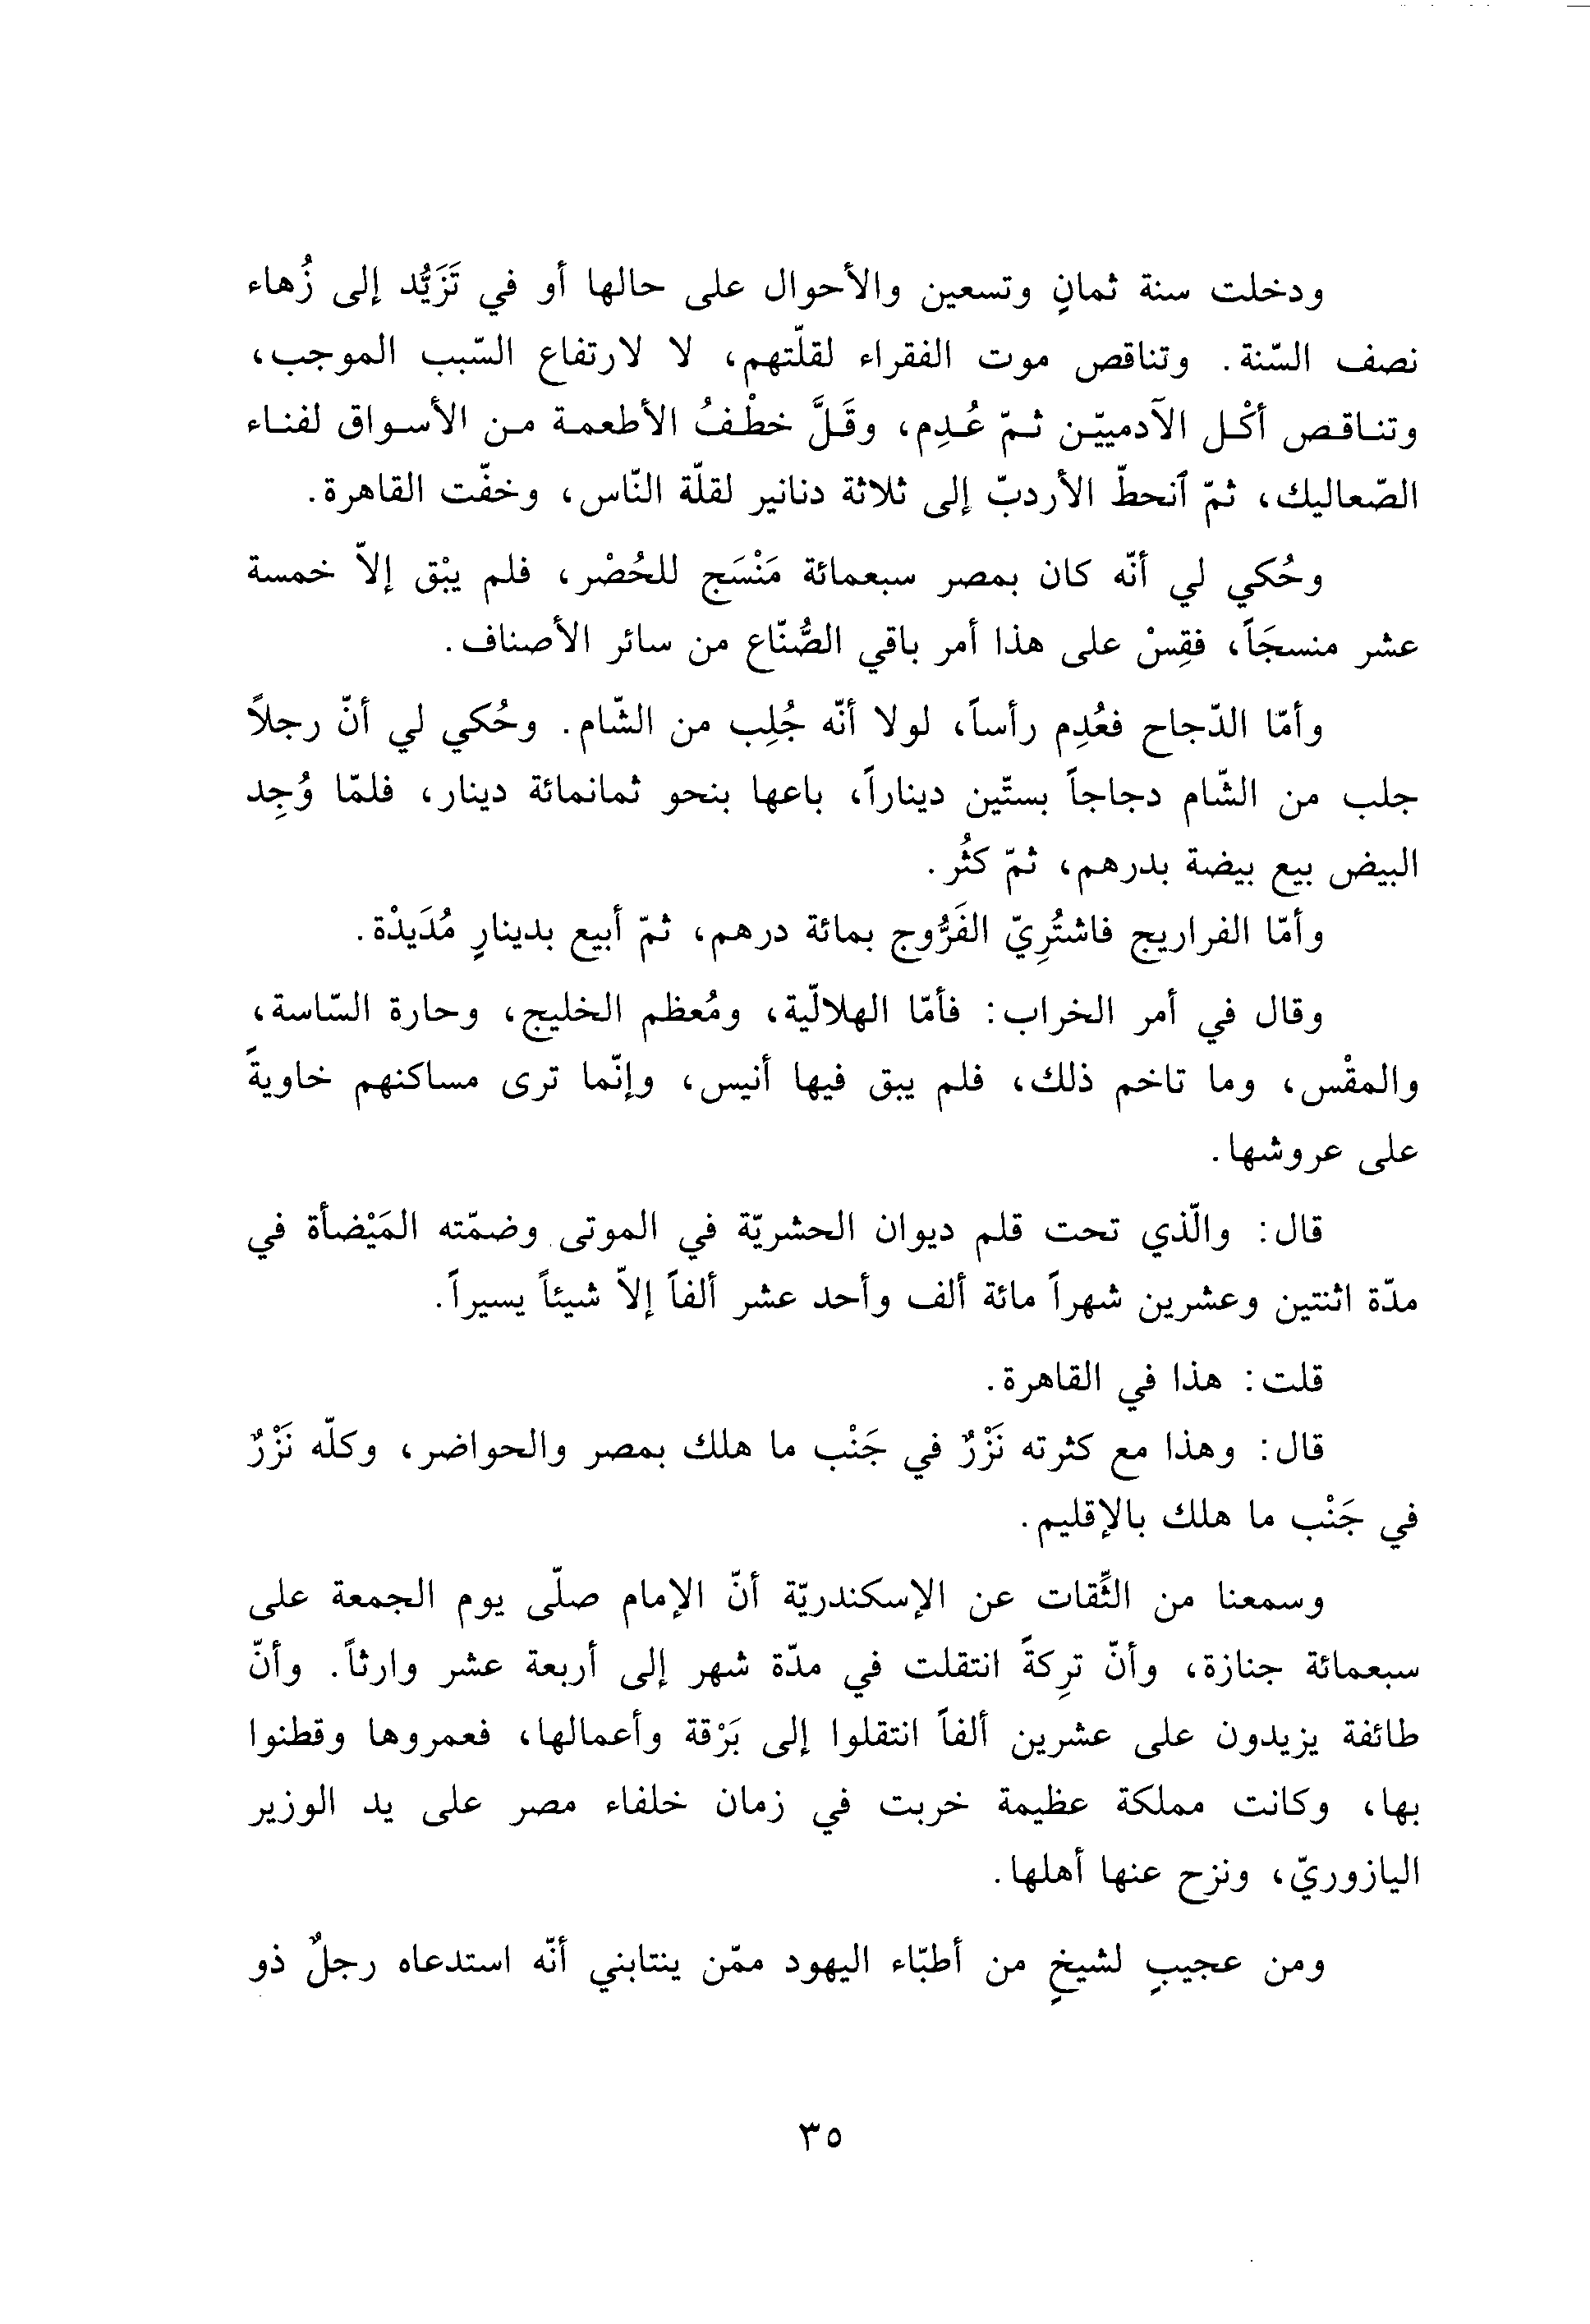 ودخلت سنة ثمانٍ وتسعين والأحوال على حالها أو في تَزَيُّد إلى زُهاء
نصف السّنة. وتناقص موت الفقراء لقلّتهم، لا لارتفاع السّبب الموجب،
وتناقص أكْل الآدمييّن ثمّ عُدِم، وقَلَّ خطْفُ الأطعمة من الأسواق لفناء
الصّعاليك، ثمّ ٱنحطّ الأردبّ إلى ثلاثة دنانير لقلّة النّاس، وخفّت القاهرة.
وحُكي لي أنّه كان بمصر سبعمائة مَنْسَج للحُصْر، فلم يبْق إلاّ خمسة
عشر منسجَاً، فقِسْ على هذا أمر باقي الصُّنّاع من سائر الأصناف.
وأمّا الدّجاح فعُدِم رأساً، لولا أنّه جُلِب من الشّام. وحُكي لي أنّ رجلاً
جلب من الشّام دجاجاً بستّين ديناراً، باعها بنحو ثمانمائة دينار، فلمّا وُجِد
البيض بيع بيضة بدرهم، ثمّ كثُر.
وأمّا الفراريج فاشتُرِيّ الفَرُّوج بمائة درهم، ثمّ أبيع بدينارٍ مُدَيدْة.
وقال في أمر الخراب: فأمّا الهلالّية، ومُعظم الخليج، وحارة السّاسة،
والمقْس، وما تاخم ذلك، فلم يبق فيها أنيس، وإنّما ترى مساكنهم خاويةً
على عروشها.
قال: والّذي تحت قلم ديوان الحشريّة في الموتى وضمّته المَيْضأة في
مدّة اثنتين وعشرين شهراً مائة ألف وأحد عشر ألفاً إلاّ شيئاً يسيراً.
قلت: هذا في القاهرة.
قال: وهذا مع كثرته نَزْرٌ في جَنْب ما هلك بمصر والحواضر، وكلّه نَزْرٌ
في جَنْب ما هلك بالإقليم.
وسمعنا من الثِّقات عن الإسكندريّة أنّ الإمام صلّى يوم الجمعة على
سبعمائة جنازة، وأنّ ترِكةً انتقلت في مدّة شهر إلى أربعة عشر وارثاً. وأنّ
طائفة يزيدون على عشرين ألفاً انتقلوا إلى بَرْقة وأعمالها، فعمروها وقطنوا
بها، وكانت مملكة عظيمة خربت في زمان خلفاء مصر على يد الوزير
اليازوريّ، ونزح عنها أهلها.
ومن عجيبٍ لشيخٍ من أطبّاء اليهود ممّن ينتابني أنّه استدعاه رجلٌ ذو
٣٥